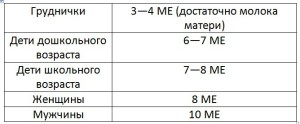 Груднички 3—4 МЕ (достаточно молока
матери)
Дети дошкольного 6—7 МЕ
возраста
Дети школьного 7—8 МЕ
возраста
Женщины 8 МЕ
Мужчины 10 МЕ